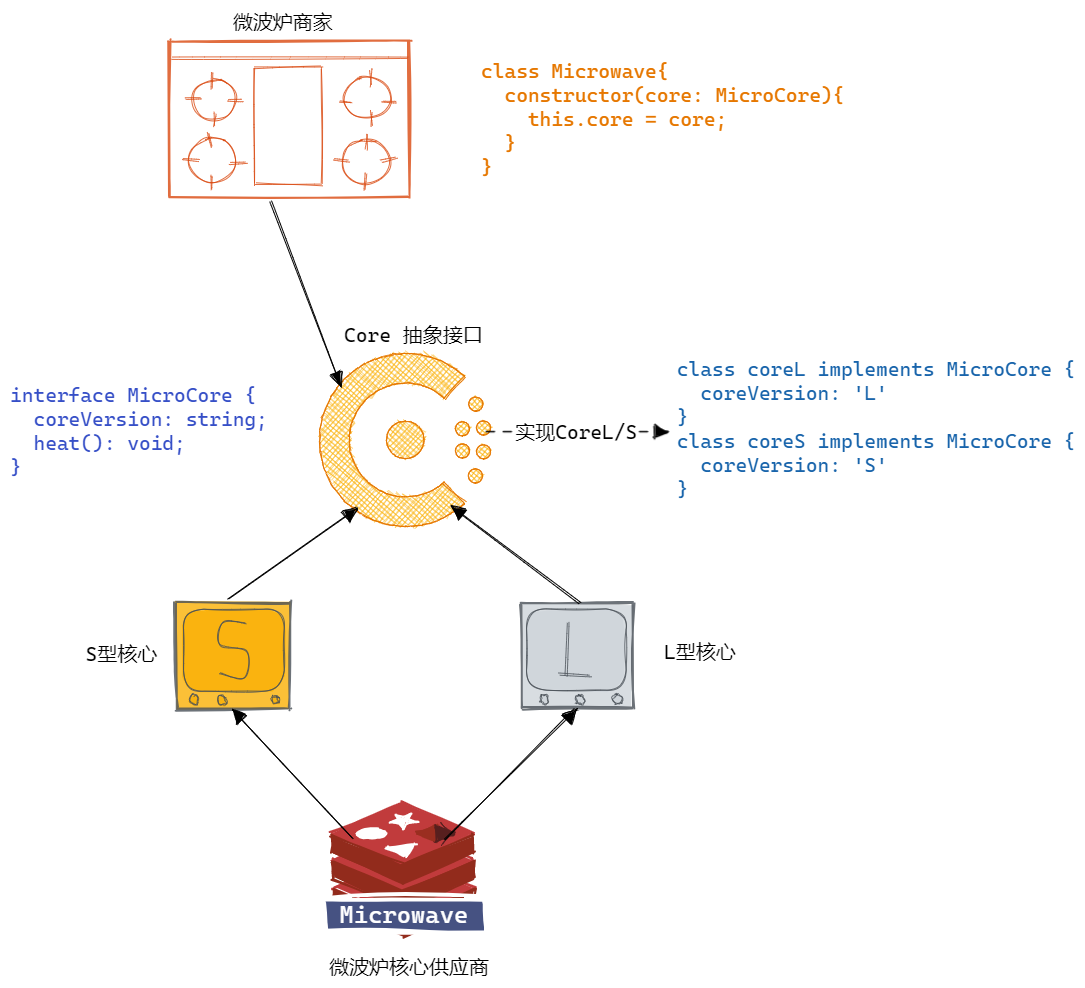 微波炉商家
class Microwave{
  constructor(core: MicroCore){
    this.core = core;
  }
}
Core 抽象接口
interface MicroCore {
  coreVersion: string;
  heat(): void;
}
实现CoreL/S
class coreL implements MicroCore {
  coreVersion: 'L'
}
class coreS implements MicroCore {
  coreVersion: 'S'
}
S型核心
S
L
L型核心
Microwave
微波炉核心供应商